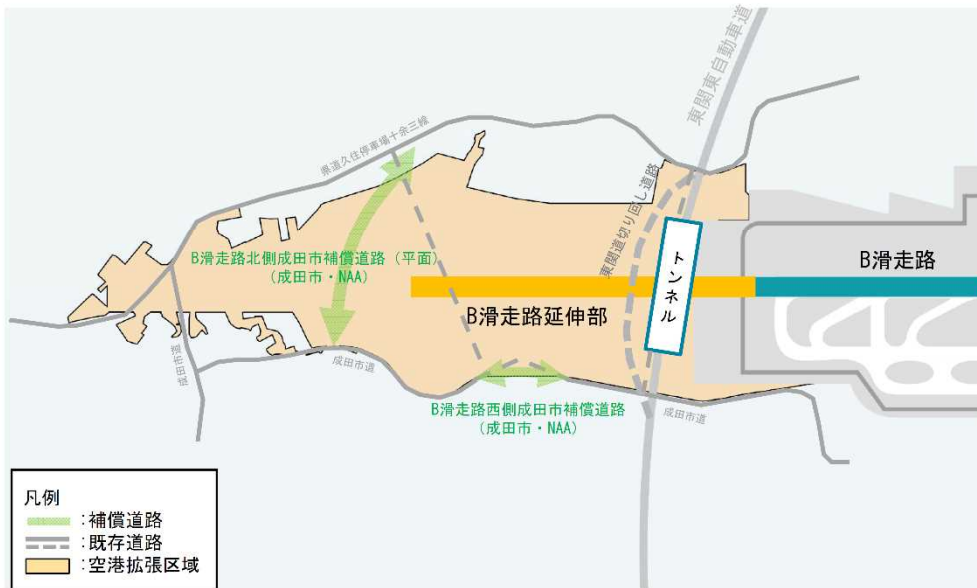 東関東自動車道
県道久住停車場十余三線
東関道切り回し道路
B滑走路北側成田市補償道路（平面）
（成田市・NAA）
トンネル
B滑走路
B滑走路延伸部
成田市道
成田市道
B滑走路西側成田市補償道路
（成田市・NAA）
成田市道
凡例
：補償道路
：既存道路
：空港拡張区域